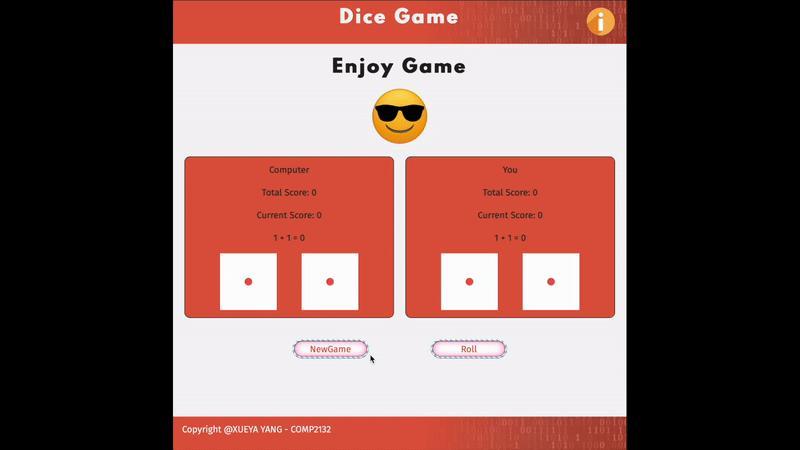 Dice Game
i
Enjoy Game
Computer
Total Score: 0
Current Score: 0
1 + 1 = 0
You
Total Score: 0
Current Score: 0
1 + 1 = 0
NewGame
Roll
Copyright @XUEYA YANG - COMP2132